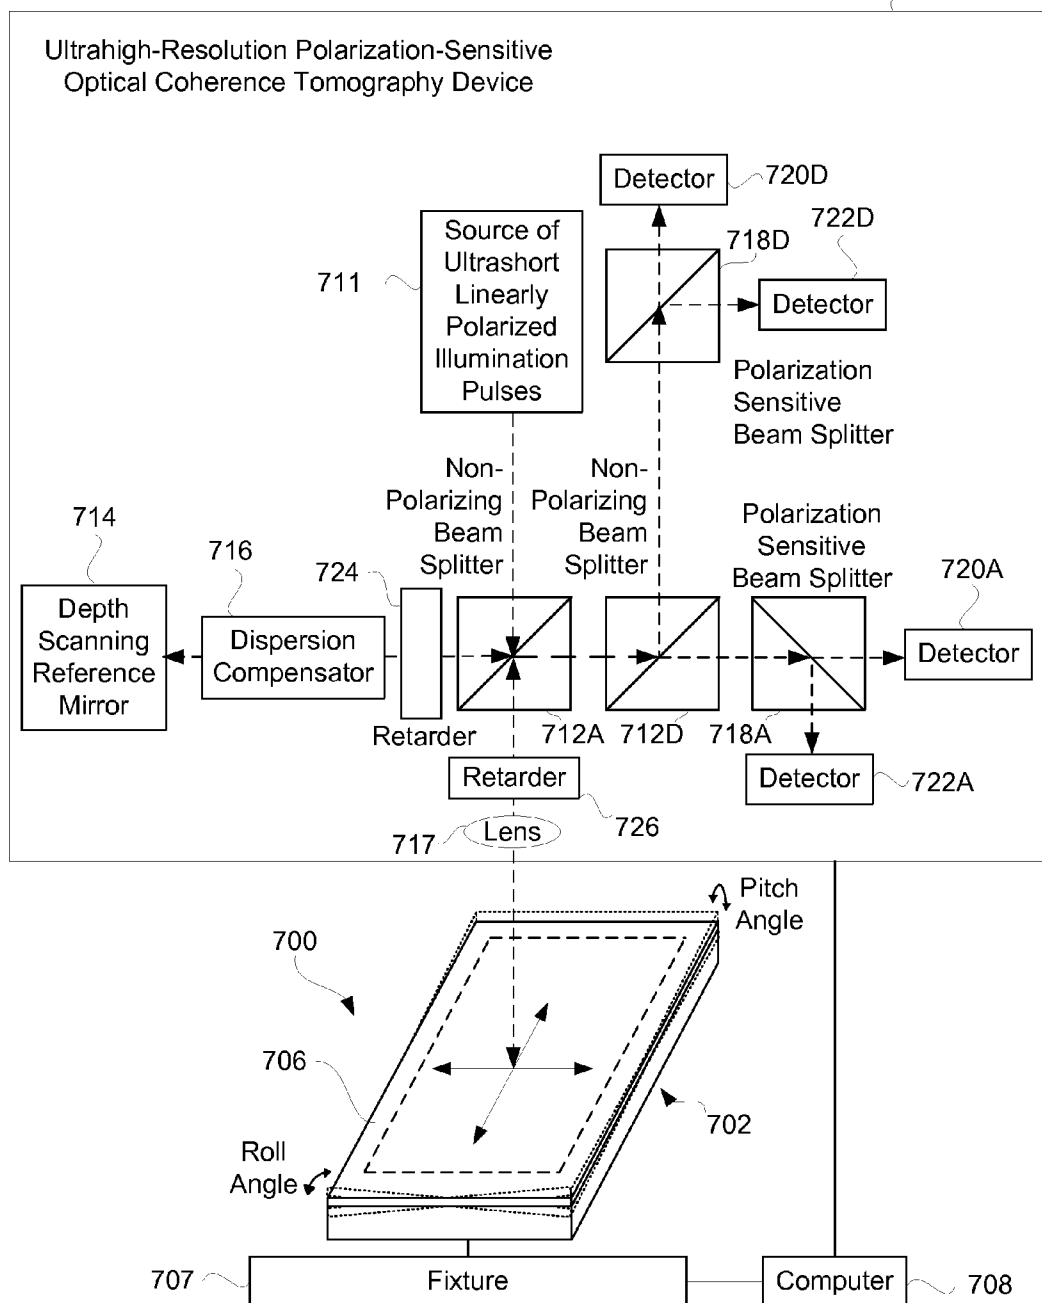 Ultrahigh-Resolution Polarization-Sensitive
Optical Coherence Tomography Device
Detector
720D
722D
718D
Detector
Source of
Ultrashort
Linearly
Polarized
Illumination
Pulses
711
Polarization
Sensitive
Beam Splitter
Non-
Polarizing
Beam
Splitter
Non-
Polarizing
Beam
Splitter
Polarization
Sensitive
Beam Splitter
714
716
724
720A
Depth
Scanning
Reference
Mirror
Dispersion
Compensator
Detector
Retarder
712A
712D
718A
Retarder
Detector
722A
726
717
Lens
Pitch
Angle
700
706
702
Roll
Angle
707
Fixture
Computer
708